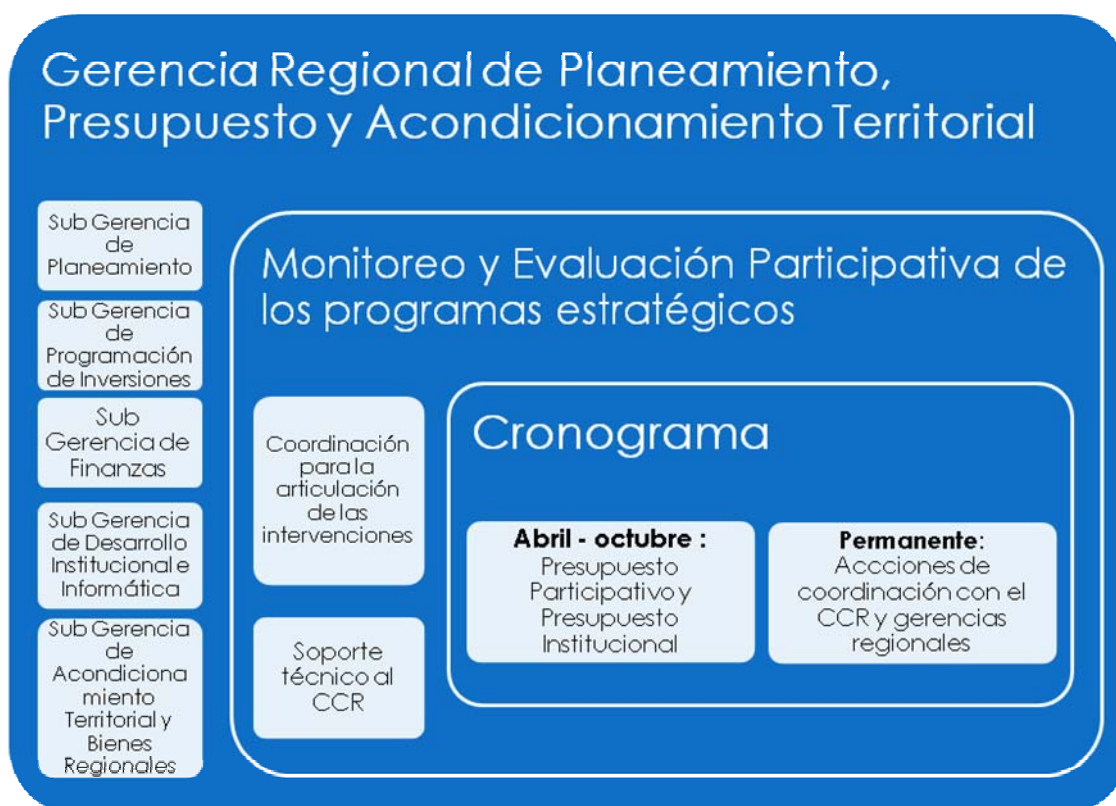 Gerencia Regional de Planeamiento,
Presupuesto y Acondicionamiento Territorial
Sub Gerencia
de
Planeamiento
Sub Gerencia
de
Programación
de Inversiones
Sub
Gerencia de
Finanzas
Sub Gerencia
de Desarrollo
Institucional e
Informática
Sub Gerencia
de
Acondiciona
miento
Territorial y
Bienes
Regionales
Monitoreo y Evaluación Participativa de
los programas estratégicos
Coordinación
para la
articulación
de las
intervenciones
Soporte
técnico al
CCR
Cronograma
Abril - octubre :
Presupuesto
Participativo y
Presupuesto
Institucional
Permanente:
Accciones de
coordinación con el
CCR y gerencias
regionales